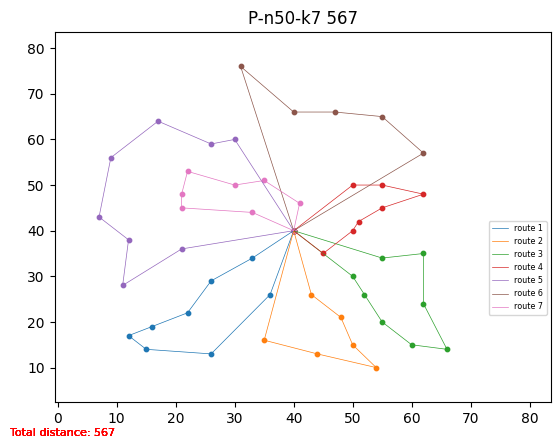 P-n50-k7 567
80
70
60
50
40
30
20
10
0 10 20 30 40 50 60 70 80
route 1
route 2
route 3
route 4
route 5
route 6
route 7
Total distance: 567